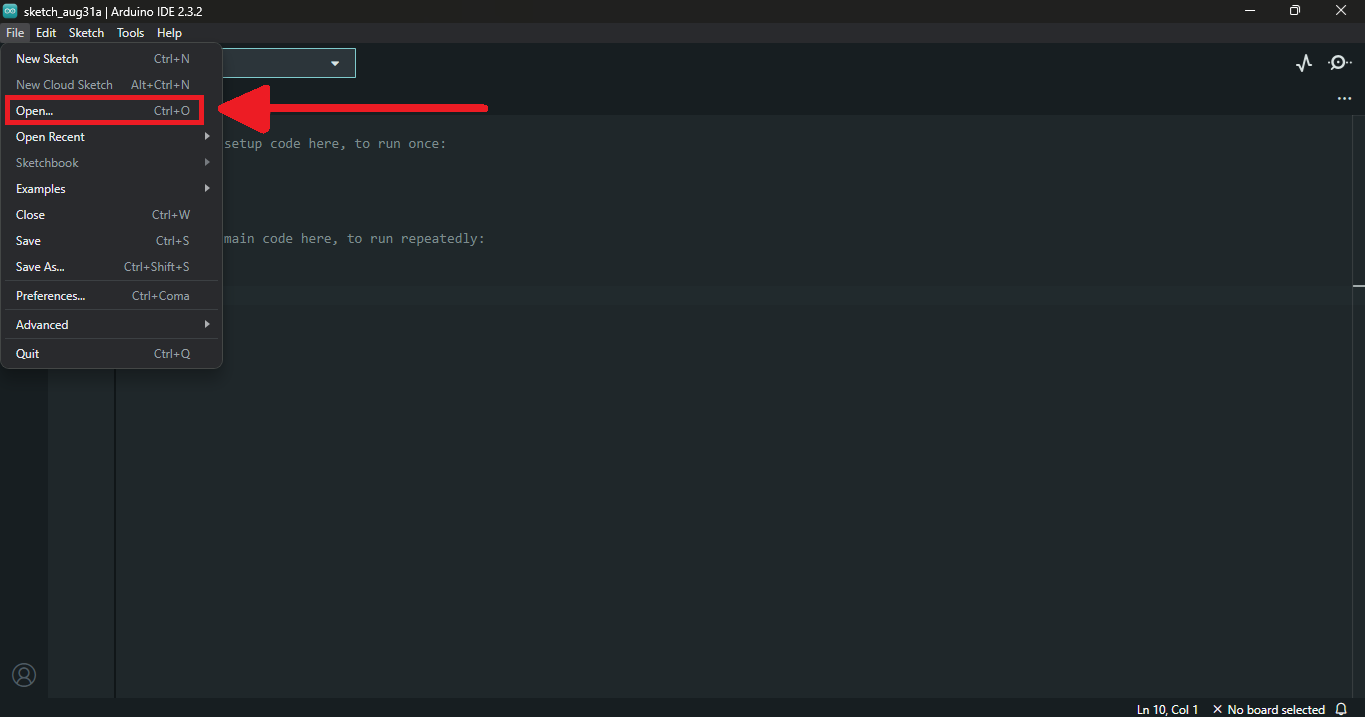 sketch_aug31a | Arduino IDE 2.3.2
File Edit Sketch Tools Help
New Sketch Ctrl+N
New Cloud Sketch Alt+Ctrl+N
Open... Ctrl+O
Open Recent
setup code here, to run once:
Sketchbook
Examples
Close Ctrl+W
Save Ctrl+S
main code here, to run repeatedly:
Save As... Ctrl+Shift+S
Preferences... Ctrl+Coma
Advanced
Quit Ctrl+Q
Ln 10, Col 1 No board selected